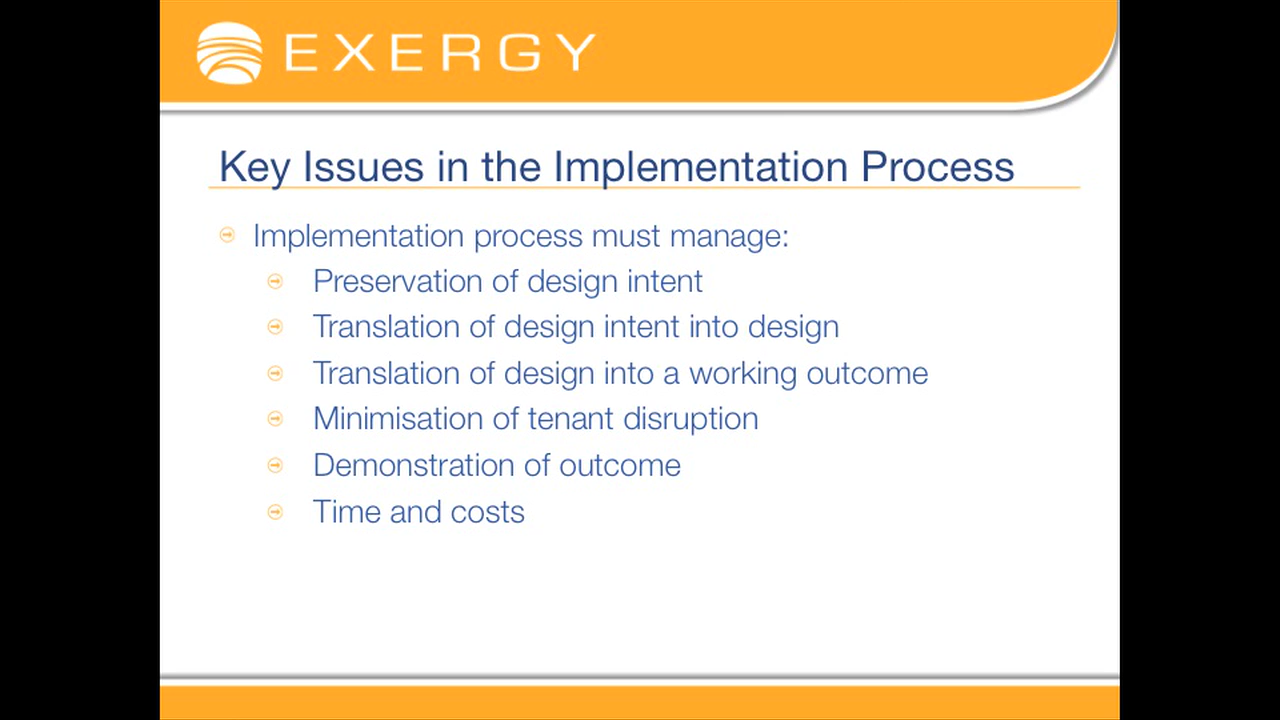 EXERGY
Key Issues in the Implementation Process
Implementation process must manage:
Preservation of design intent
Translation of design intent into design
Translation of design into a working outcome
Minimisation of tenant disruption
Demonstration of outcome
Time and costs